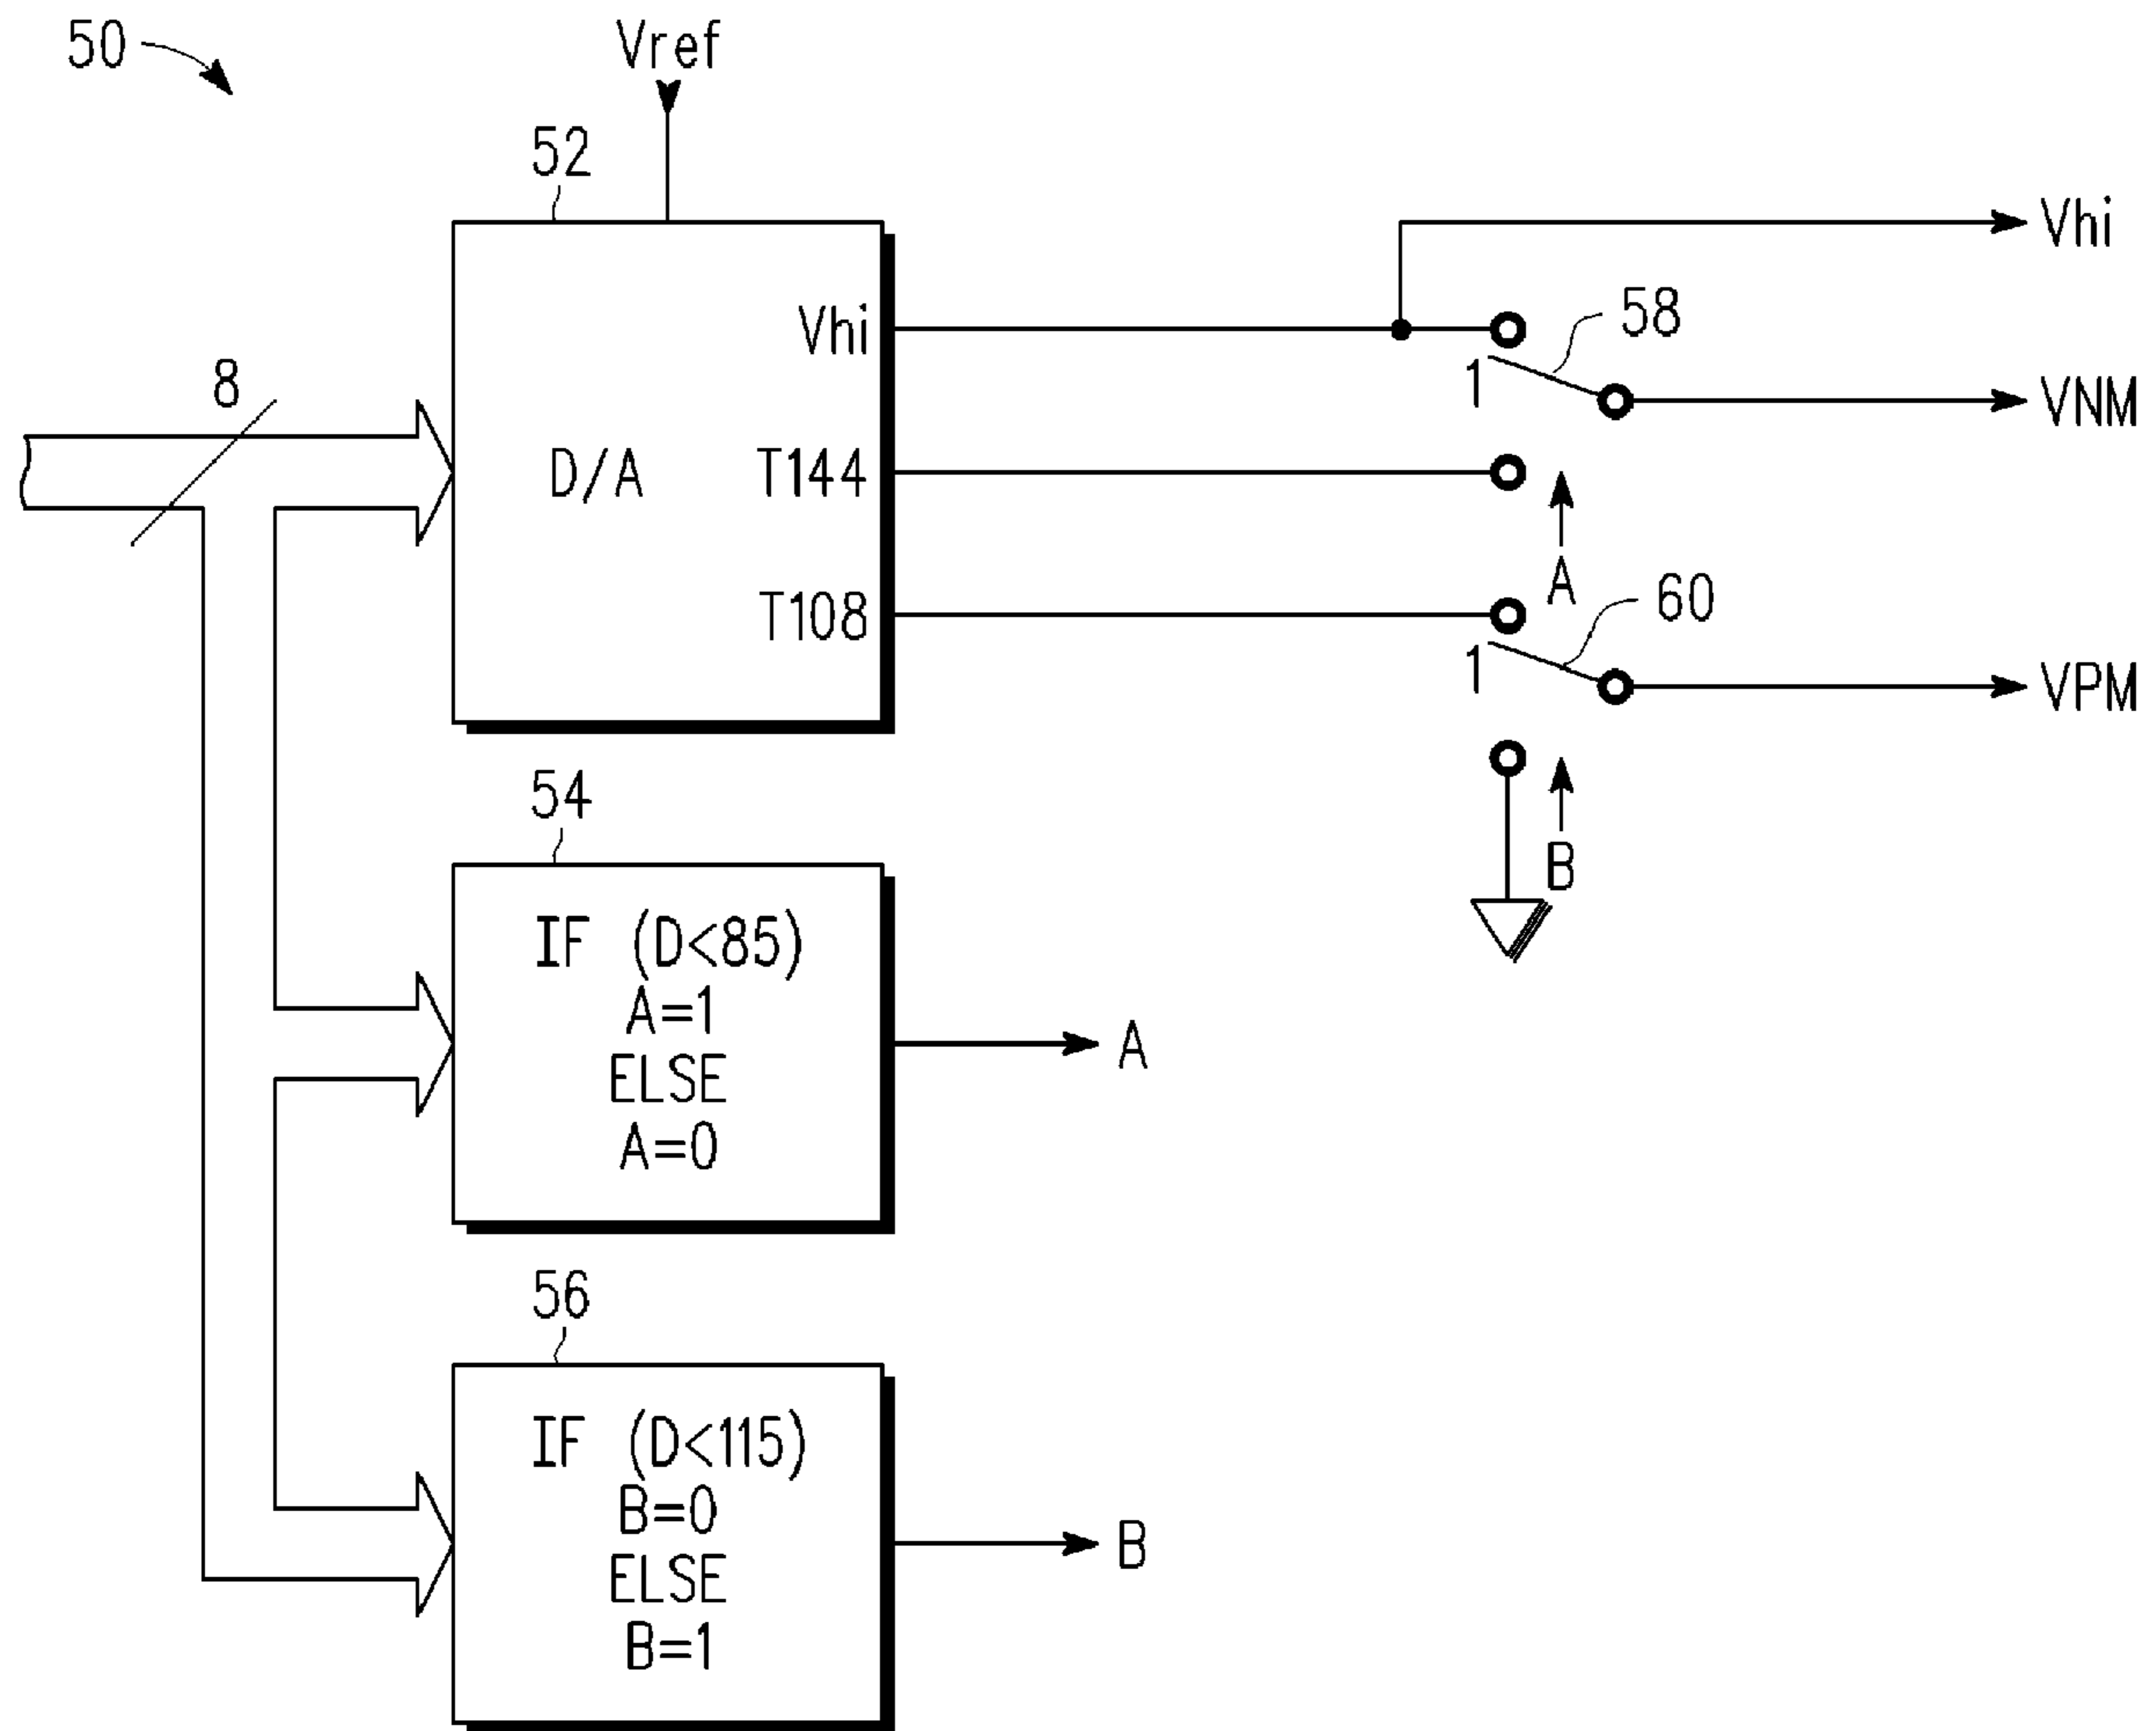 50
Vref
52
Vhi
Vhi
58
8
1
VNM
D/A
T144
A
60
T108
1
VPM
54
B
IF (D<85)
A=1
ELSE
A=0
A
56
IF (D<115)
B=0
ELSE
B=1
B